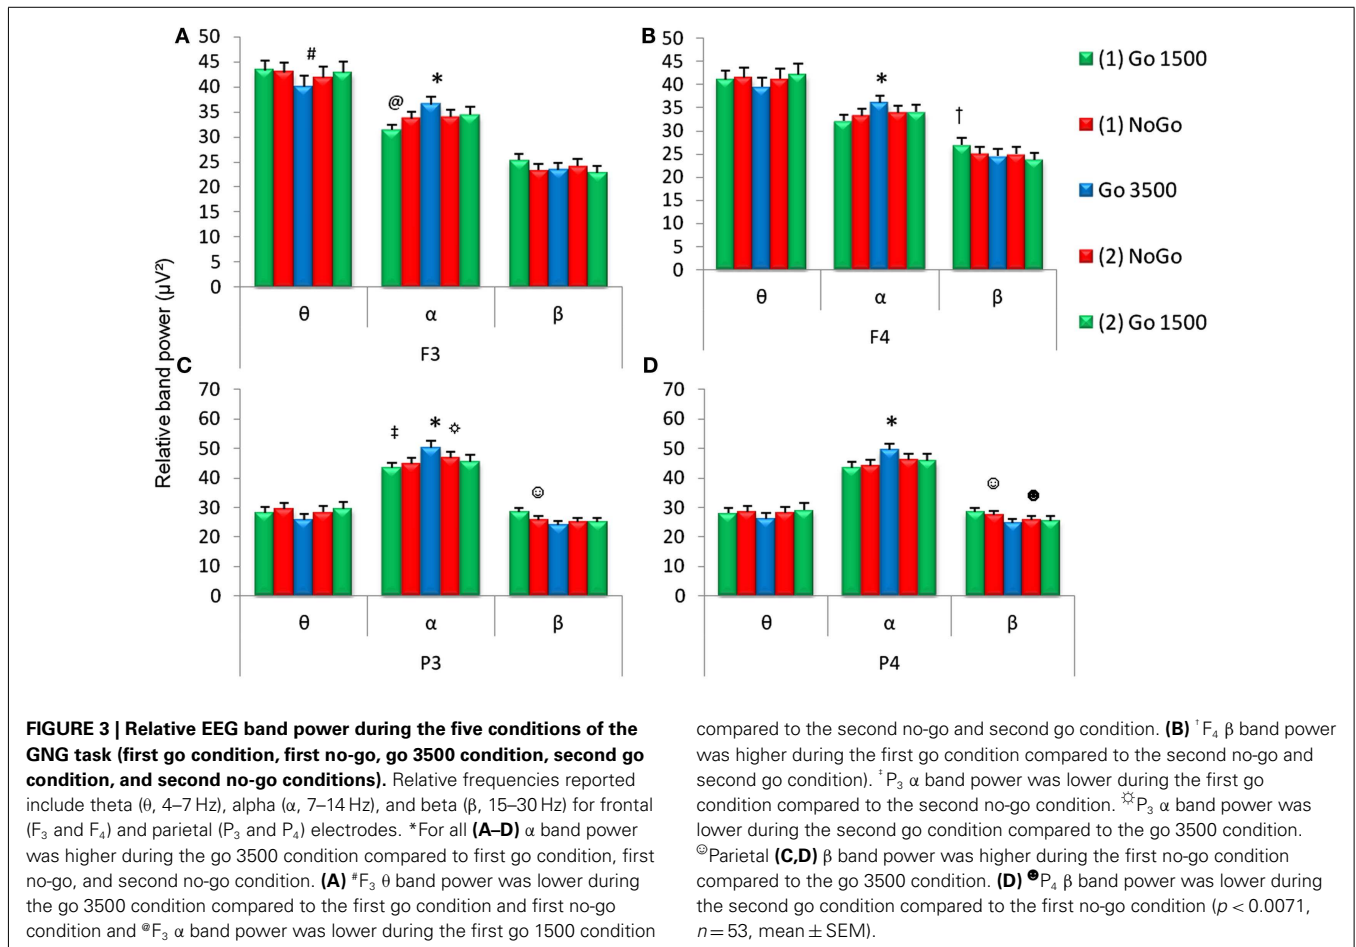 A
50
45
40
35
30
25
20
15
10
5
0
#
@
*
θ
α
β
F3
B
50
45
40
35
30
25
20
15
10
5
0
*
†
θ
α
β
F4
(1) Go 1500
(1) NoGo
Go 3500
(2) NoGo
(2) Go 1500
Relative band power (µV²)
C
70
60
50
40
30
20
10
0
‡
*
☼
☺
θ
α
β
P3
D
70
60
50
40
30
20
10
0
*
☺
☻
θ
α
β
P4
FIGURE 3 | Relative EEG band power during the five conditions of the
GNG task (first go condition, first no-go, go 3500 condition, second go
condition, and second no-go conditions). Relative frequencies reported
include theta (θ, 4–7 Hz), alpha (α, 7–14 Hz), and beta (β, 15–30 Hz) for frontal
(F₃ and F₄) and parietal (P₃ and P₄) electrodes. *For all (A–D) α band power
was higher during the go 3500 condition compared to first go condition, first
no-go, and second no-go condition. (A) #F₃ θ band power was lower during
the go 3500 condition compared to the first go condition and first no-go
condition and @F₃ α band power was lower during the first go 1500 condition
compared to the second no-go and second go condition. (B) †F₄ β band power
was higher during the first go condition compared to the second no-go and
second go condition). ‡P₃ α band power was lower during the first go
condition compared to the second no-go condition. ☼P₃ α band power was
lower during the second go condition compared to the go 3500 condition.
☺Parietal (C,D) β band power was higher during the first no-go condition
compared to the go 3500 condition. (D) ☻P₄ β band power was lower during
the second go condition compared to the first no-go condition (p < 0.0071,
n = 53, mean ± SEM).